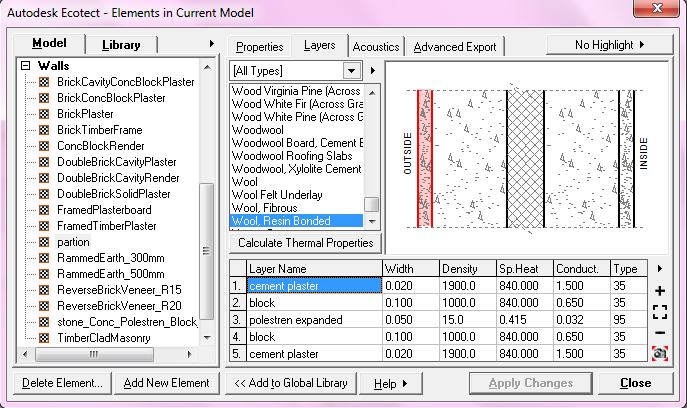 Autodesk Ecotect - Elements in Current Model
Model Library
Walls
BrickCavityConcBlockPlaster
BrickConcBlockPlaster
BrickPlaster
BrickTimberFrame
ConcBlockRender
DoubleBrickCavityPlaster
DoubleBrickCavityRender
DoubleBrickSolidPlaster
FramedPlasterboard
FramedTimberPlaster
partion
RammedEarth_300mm
RammedEarth_500mm
ReverseBrickVeneer_R15
ReverseBrickVeneer_R20
stone_Conc_Polestren_Block_
TimberCladMasonry
Delete Element... Add New Element
Properties Layers Acoustics Advanced Export
No Highlight
[All Types]
Wood Virginia Pine (Across
Wood White Fir (Across Gra
Wood White Pine (Across G
Woodwool
Woodwool Board, Cement B
Woodwool Roofing Slabs
Woodwool, Xylolite Cement
Wool
Wool Felt Underlay
Wool, Fibrous
Wool, Resin Bonded
Calculate Thermal Properties
OUTSIDE
INSIDE
Layer Name Width Density Sp.Heat Conduct. Type
1. cement plaster 0.020 1900.0 840.000 1.500 35
2. block 0.100 1000.0 840.000 0.650 35
3. polestren expanded 0.050 15.0 0.415 0.032 95
4. block 0.100 1000.0 840.000 0.650 35
5. cement plaster 0.020 1900.0 840.000 1.500 35
<< Add to Global Library Help Apply Changes Close